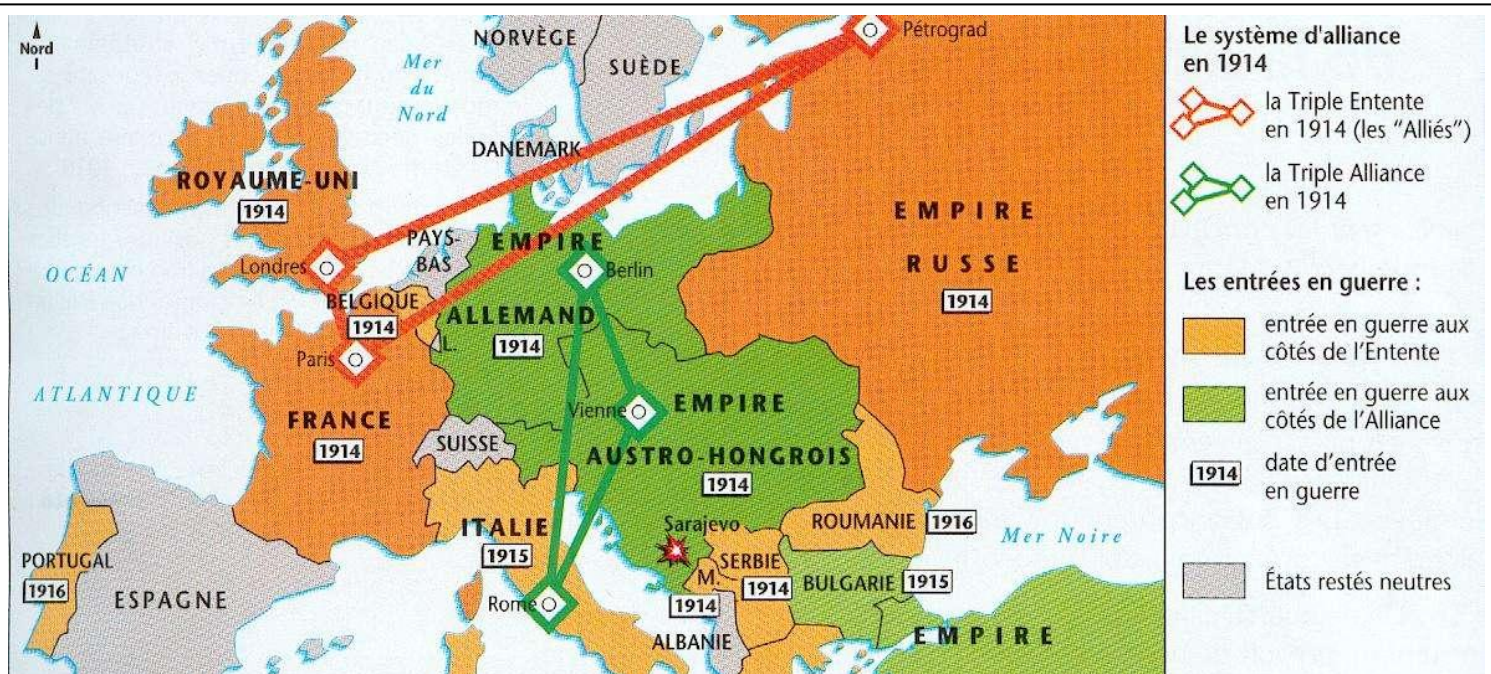 Nord
NORVÈGE
SUÈDE
Mer
du
Nord
Pétrograd
DANEMARK
ROYAUME-UNI
1914
PAYS-
BAS
EMPIRE
ALLEMAND
1914
Berlin
Londres
OCÉAN
ATLANTIQUE
BELGIQUE
1914
L.
Paris
FRANCE
1914
EMPIRE
RUSSE
1914
Vienne
EMPIRE
AUSTRO-HONGROIS
1914
SUISSE
ITALIE
1915
Rome
Sarajevo
ROUMANIE
1916
Mer Noire
SERBIE
1914
M.
1914
BULGARIE
1915
ALBANIE
EMPIRE
PORTUGAL
1916
ESPAGNE
Le système d'alliance
en 1914
la Triple Entente
en 1914 (les "Alliés")
la Triple Alliance
en 1914
Les entrées en guerre :
entrée en guerre aux
côtés de l'Entente
entrée en guerre aux
côtés de l'Alliance
1914
date d'entrée
en guerre
États restés neutres